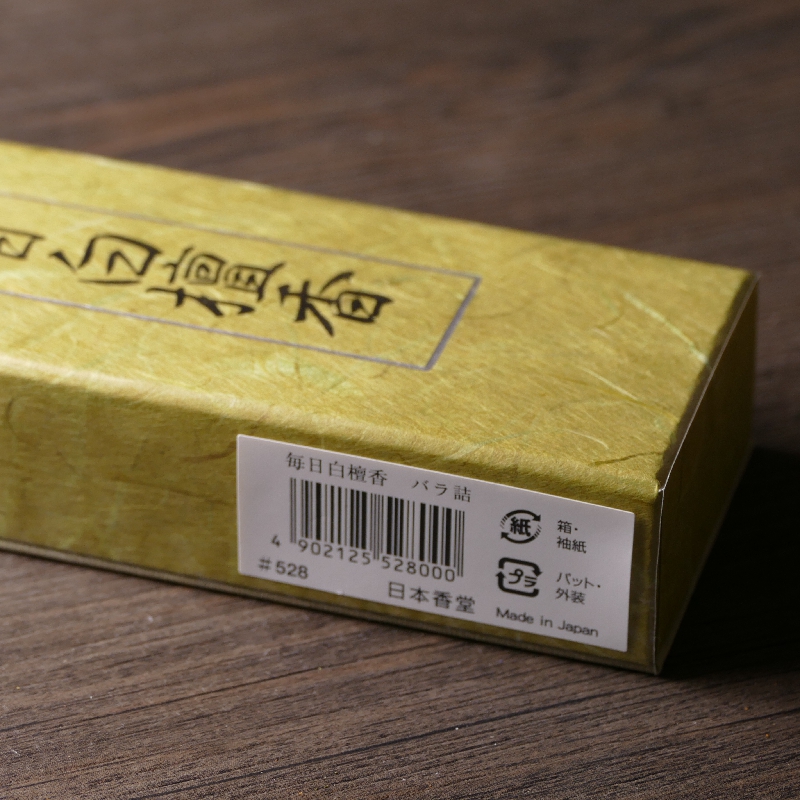 日白檀香
毎日白檀香 バラ詰
4 902125 528000
#528
日本香堂
紙
箱・
袖紙
プラ
パット・
外装
Made in Japan